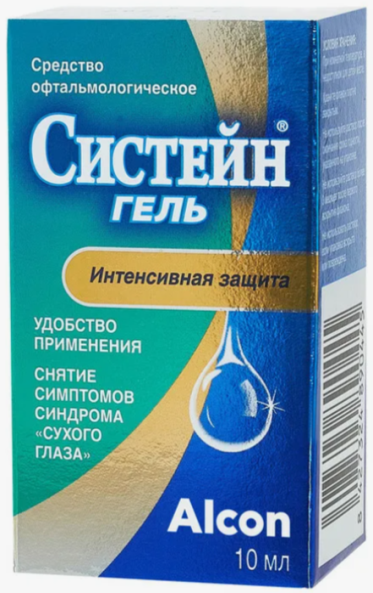 Средство
офтальмологическое
СИСТЕЙН®
ГЕЛЬ
Интенсивная защита
УДОБСТВО
ПРИМЕНЕНИЯ
СНЯТИЕ
СИМПТОМОВ
СИНДРОМА
«СУХОГО
ГЛАЗА»
Alcon
10 мл